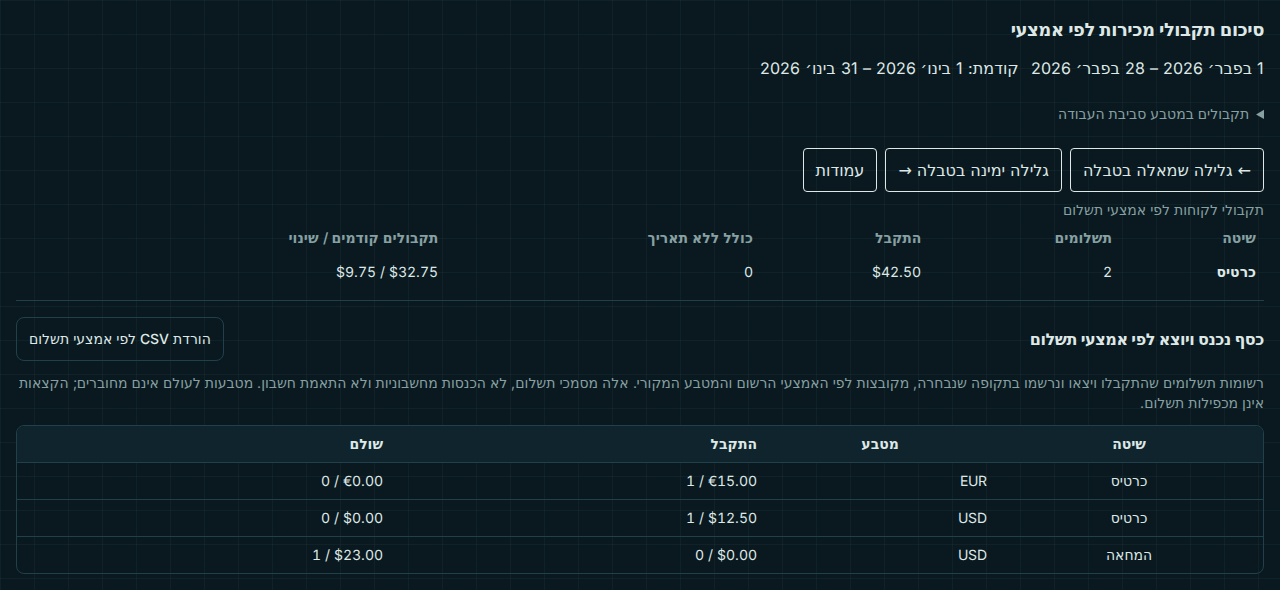 סיכום תקבולי מכירות לפי אמצעי
1 בפבר׳ 2026 – 28 בפבר׳ 2026 קודמת: 1 בינו׳ 2026 – 31 בינו׳ 2026
◀ תקבולים במטבע סביבת העבודה
← גלילה שמאלה בטבלה
גלילה ימינה בטבלה →
עמודות
תקבולי לקוחות לפי אמצעי תשלום
שיטה תשלומים התקבל כולל ללא תאריך תקבולים קודמים / שינוי
כרטיס 2 $42.50 0 $32.75 / $9.75
כסף נכנס ויוצא לפי אמצעי תשלום
הורדת CSV לפי אמצעי תשלום
רשומות תשלומים שהתקבלו ויצאו ונרשמו בתקופה שנבחרה, מקובצות לפי האמצעי הרשום והמטבע המקורי. אלה מסמכי תשלום, לא הכנסות מחשבוניות ולא התאמת חשבון. מטבעות לעולם אינם מחוברים; הקצאות
אינן מכפילות תשלום.
שיטה מטבע התקבל שולם
כרטיס EUR €15.00 / 1 €0.00 / 0
כרטיס USD $12.50 / 1 $0.00 / 0
המחאה USD $0.00 / 0 $23.00 / 1